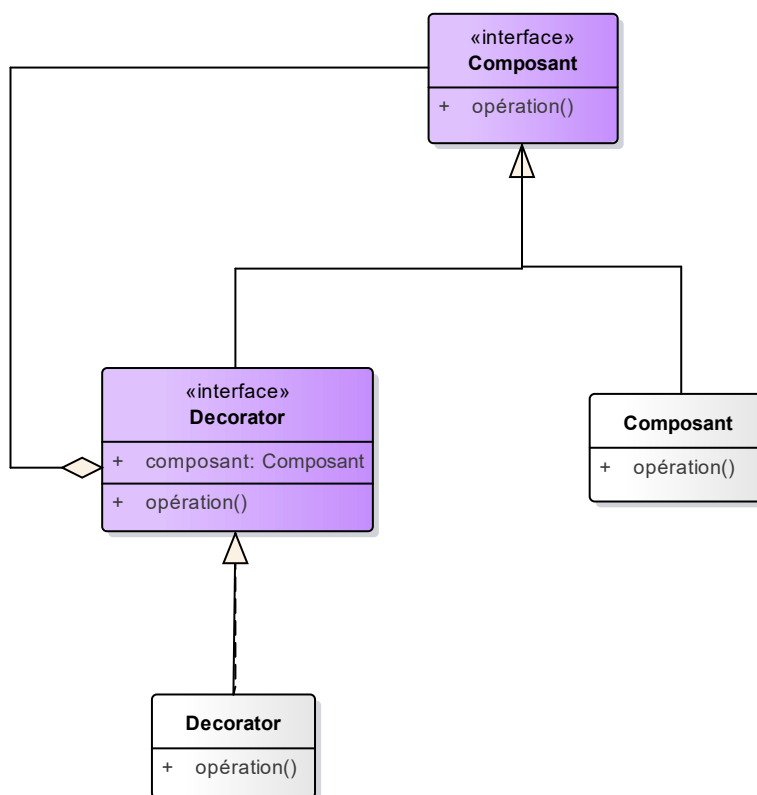 «interface»
Composant
+ opération()
«interface»
Decorator
+ composant: Composant
+ opération()
Composant
+ opération()
Decorator
+ opération()